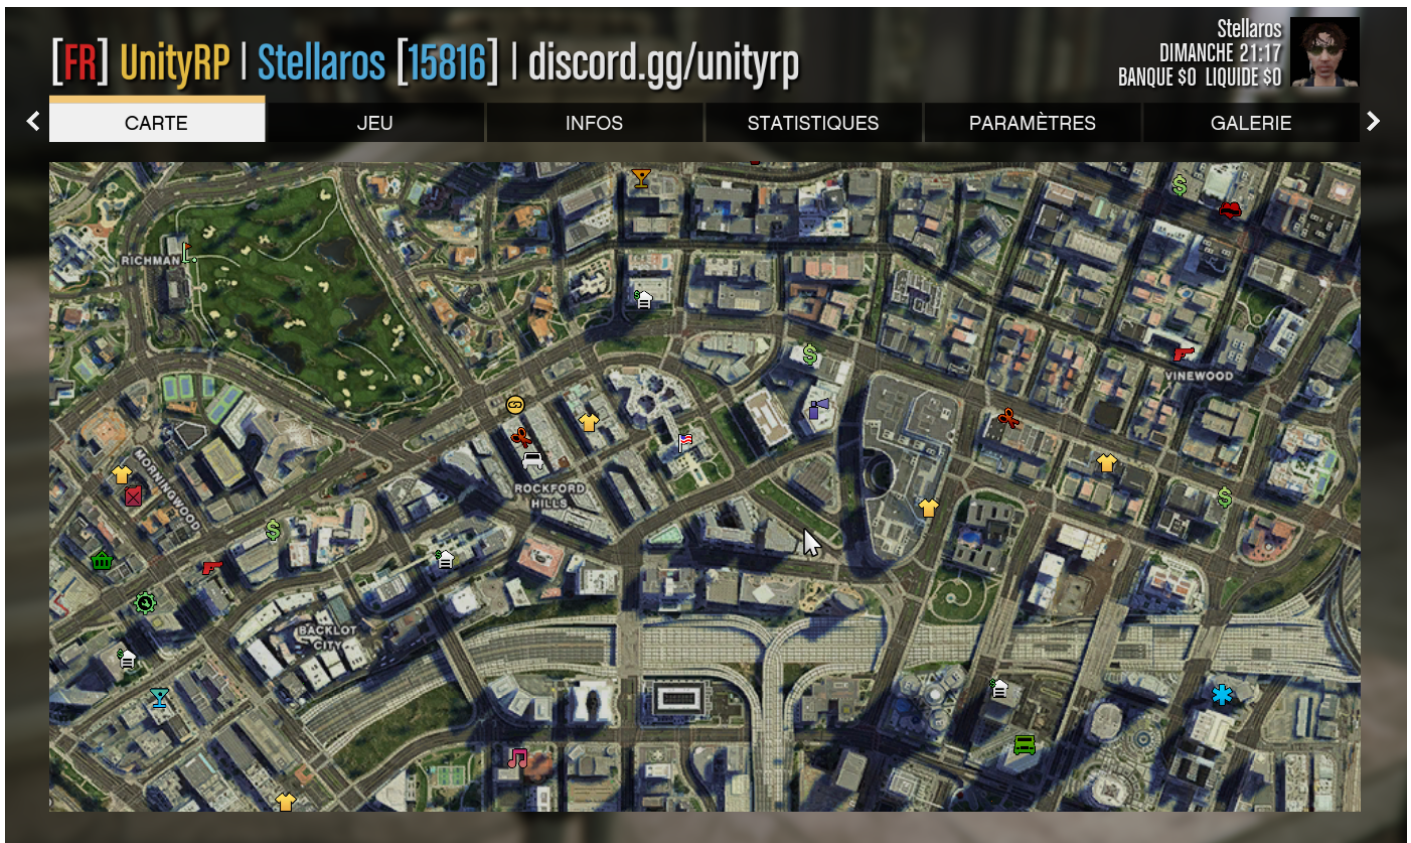 Stellaros
[FR] UnityRP | Stellaros [15816] | discord.gg/unityrp
DIMANCHE 21:17
BANQUE $0 LIQUIDE $0
CARTE
JEU
INFOS
STATISTIQUES
PARAMÈTRES
GALERIE
RICHMAN
VINEWOOD
MORNINGWOOD
ROCKFORD
HILLS
BACKLOT
CITY